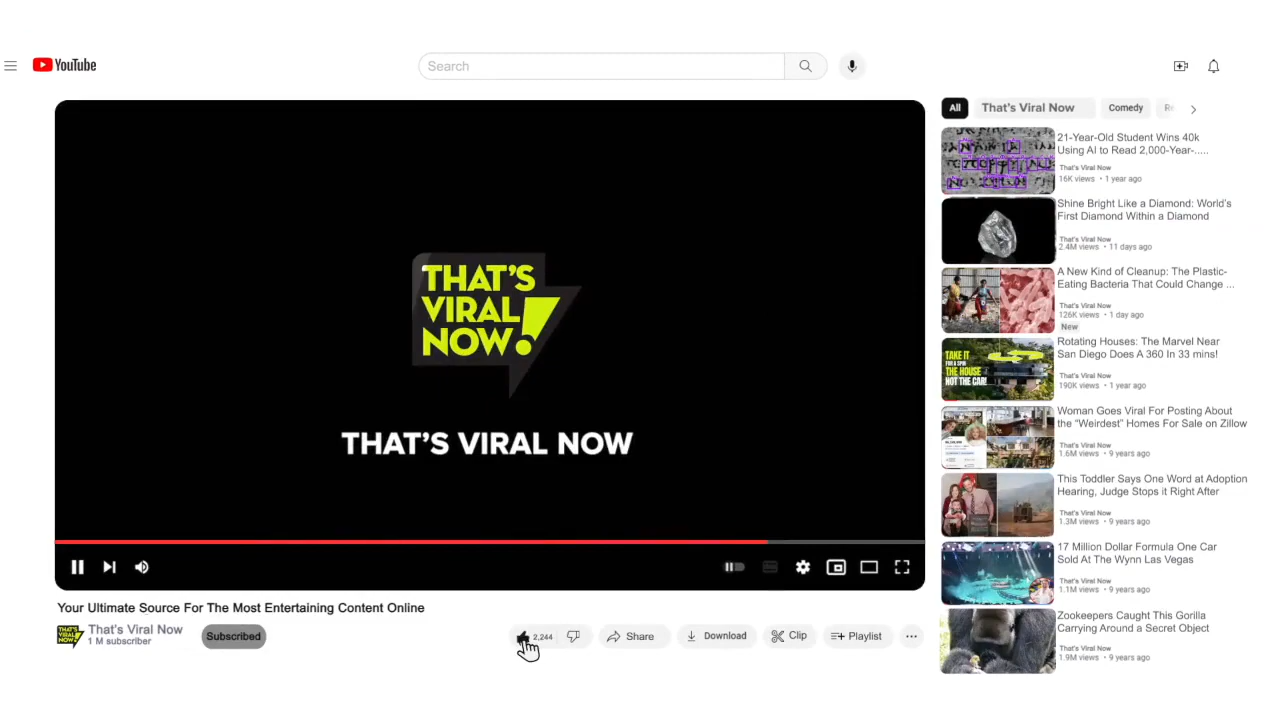 YouTube
Search
THAT'S
VIRAL
NOW!
THAT'S VIRAL NOW
Your Ultimate Source For The Most Entertaining Content Online
That's Viral Now
1 M subscriber
Subscribed
2,244
Share
Download
Clip
Playlist
All
That's Viral Now
Comedy
21-Year-Old Student Wins 40k
Using AI to Read 2,000-Year-.....
That's Viral Now
16K views • 1 year ago
Shine Bright Like a Diamond: World's
First Diamond Within a Diamond
That's Viral Now
2.4M views • 11 days ago
A New Kind of Cleanup: The Plastic-
Eating Bacteria That Could Change ...
That's Viral Now
126K views • 1 day ago
New
TAKE IT
FOR A SPIN
THE HOUSE
NOT THE CAR!
Rotating Houses: The Marvel Near
San Diego Does A 360 In 33 mins!
That's Viral Now
190K views • 1 year ago
Woman Goes Viral For Posting About
the "Weirdest" Homes For Sale on Zillow
That's Viral Now
1.6M views • 9 years ago
This Toddler Says One Word at Adoption
Hearing, Judge Stops it Right After
That's Viral Now
1.3M views • 9 years ago
17 Million Dollar Formula One Car
Sold At The Wynn Las Vegas
That's Viral Now
1.1M views • 9 years ago
Zookeepers Caught This Gorilla
Carrying Around a Secret Object
That's Viral Now
1.9M views • 9 years ago